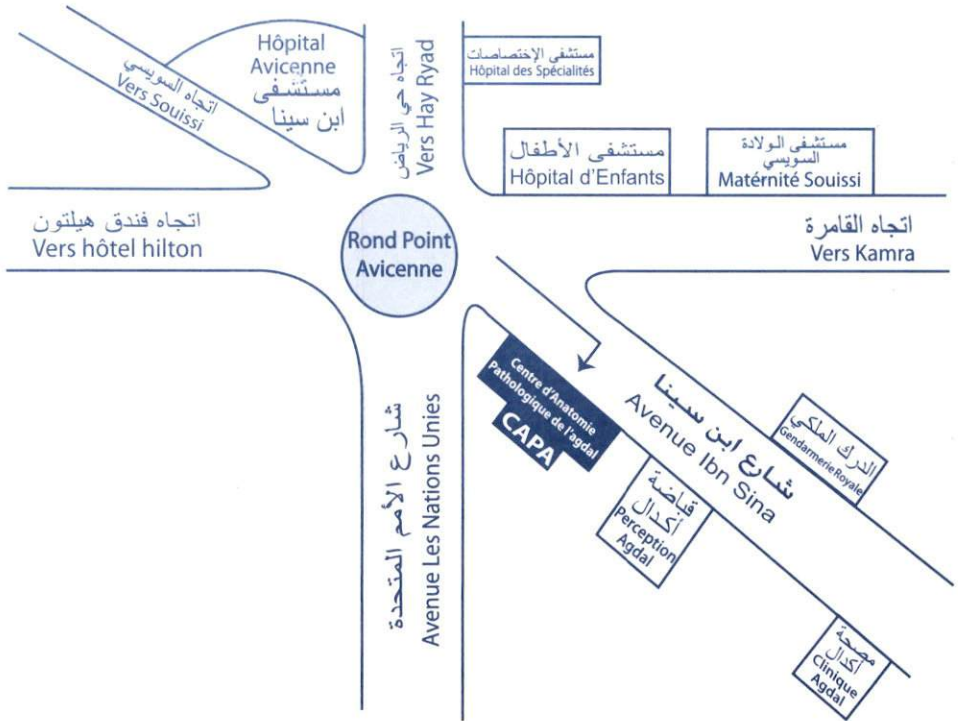 Hôpital
Avicenne
مستشفى
ابن سينا
اتجاه السويسي
Vers Souissi
اتجاه حي الرياض
Vers Hay Ryad
مستشفى الإختصاصات
Hôpital des Spécialités
مستشفى الأطفال
Hôpital d'Enfants
مستشفى الولادة
السويسي
Matérnité Souissi
اتجاه فندق هيلتون
Vers hôtel hilton
Rond Point
Avicenne
اتجاه القامرة
Vers Kamra
Centre d'Anatomie
Pathologique de l'agdal
CAPA
شارع ابن سينا
Avenue Ibn Sina
الدرك الملكي
Gendarmerie Royale
شارع الأمم المتحدة
Avenue Les Nations Unies
قباضة
أكدال
Perception
Agdal
مصحة
أكدال
Clinique
Agdal